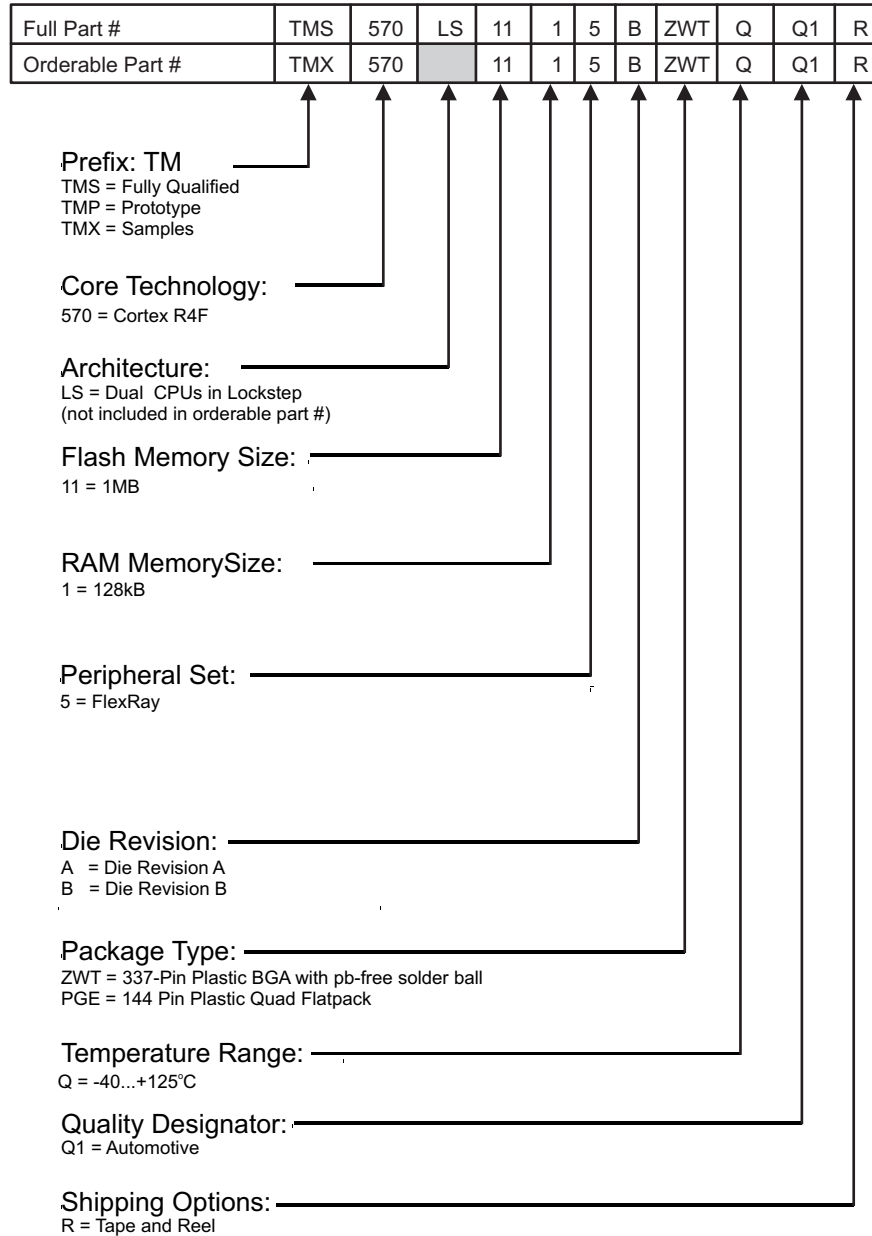 Full Part # TMS 570 LS 11 1 5 B ZWT Q Q1 R
Orderable Part # TMX 570 11 1 5 B ZWT Q Q1 R
Prefix: TM
TMS = Fully Qualified
TMP = Prototype
TMX = Samples
Core Technology:
570 = Cortex R4F
Architecture:
LS = Dual CPUs in Lockstep
(not included in orderable part #)
Flash Memory Size:
11 = 1MB
RAM MemorySize:
1 = 128kB
Peripheral Set:
5 = FlexRay
Die Revision:
A = Die Revision A
B = Die Revision B
Package Type:
ZWT = 337-Pin Plastic BGA with pb-free solder ball
PGE = 144 Pin Plastic Quad Flatpack
Temperature Range:
Q = -40...+125°C
Quality Designator:
Q1 = Automotive
Shipping Options:
R = Tape and Reel